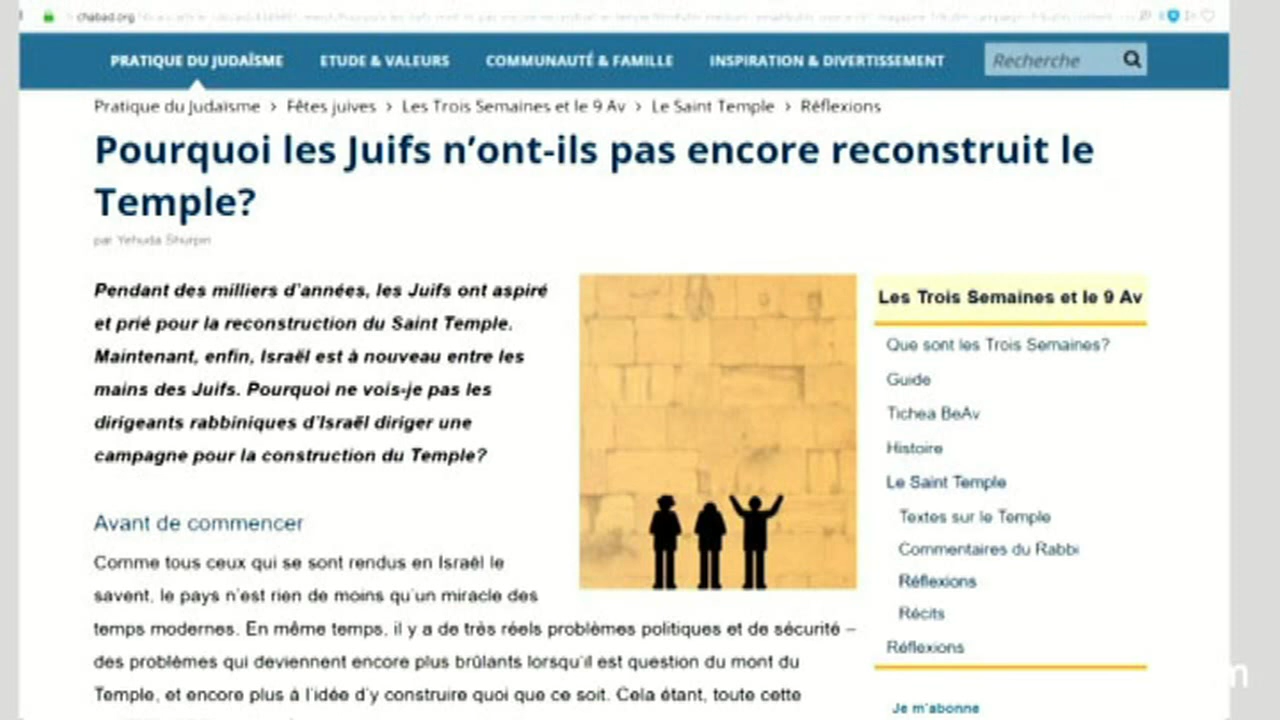 chabad.org
PRATIQUE DU JUDAÏSME ETUDE & VALEURS COMMUNAUTÉ & FAMILLE INSPIRATION & DIVERTISSEMENT Recherche
Pratique du Judaïsme > Fêtes juives > Les Trois Semaines et le 9 Av > Le Saint Temple > Réflexions
Pourquoi les Juifs n'ont-ils pas encore reconstruit le
Temple?
par Yehuda Shurpin
Pendant des milliers d'années, les Juifs ont aspiré
et prié pour la reconstruction du Saint Temple.
Maintenant, enfin, Israël est à nouveau entre les
mains des Juifs. Pourquoi ne vois-je pas les
dirigeants rabbiniques d'Israël diriger une
campagne pour la construction du Temple?
Avant de commencer
Comme tous ceux qui se sont rendus en Israël le
savent, le pays n'est rien de moins qu'un miracle des
temps modernes. En même temps, il y a de très réels problèmes politiques et de sécurité –
des problèmes qui deviennent encore plus brûlants lorsqu'il est question du mont du
Temple, et encore plus à l'idée d'y construire quoi que ce soit. Cela étant, toute cette
Les Trois Semaines et le 9 Av
Que sont les Trois Semaines?
Guide
Tichea BeAv
Histoire
Le Saint Temple
Textes sur le Temple
Commentaires du Rabbi
Réflexions
Récits
Réflexions
Je m'abonne